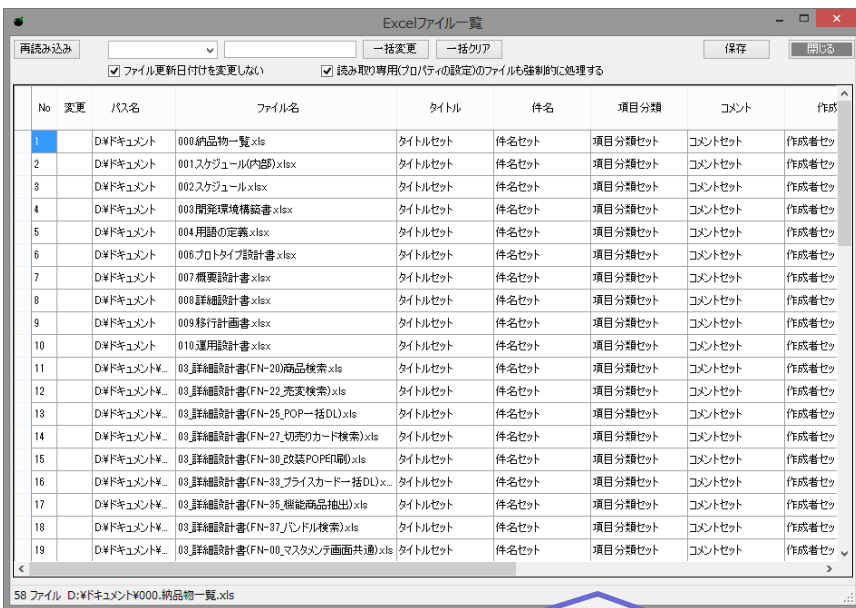 Excelファイル一覧
再読み込み 一括変更 一括クリア 保存 閉じる
ファイル更新日付けを変更しない 読み取り専用(プロパティの設定)のファイルも強制的に処理する
No 変更 パス名 ファイル名 タイトル 件名 項目分類 コメント 作成
1 D:¥ドキュメント 000.納品物一覧.xls タイトルセット 件名セット 項目分類セット コメントセット 作成者セッ
2 D:¥ドキュメント 001.スケジュール(内部).xlsx タイトルセット 件名セット 項目分類セット コメントセット 作成者セッ
3 D:¥ドキュメント 002.スケジュール.xlsx タイトルセット 件名セット 項目分類セット コメントセット 作成者セッ
4 D:¥ドキュメント 003.開発環境構築書.xlsx タイトルセット 件名セット 項目分類セット コメントセット 作成者セッ
5 D:¥ドキュメント 004.用語の定義.xlsx タイトルセット 件名セット 項目分類セット コメントセット 作成者セッ
6 D:¥ドキュメント 006.プロトタイプ設計書.xlsx タイトルセット 件名セット 項目分類セット コメントセット 作成者セッ
7 D:¥ドキュメント 007.概要設計書.xlsx タイトルセット 件名セット 項目分類セット コメントセット 作成者セッ
8 D:¥ドキュメント 008.詳細設計書.xlsx タイトルセット 件名セット 項目分類セット コメントセット 作成者セッ
9 D:¥ドキュメント 009.移行計画書.xlsx タイトルセット 件名セット 項目分類セット コメントセット 作成者セッ
10 D:¥ドキュメント 010.運用設計書.xlsx タイトルセット 件名セット 項目分類セット コメントセット 作成者セッ
11 D:¥ドキュメント¥... 03_詳細設計書(FN-20)商品検索.xls タイトルセット 件名セット 項目分類セット コメントセット 作成者セッ
12 D:¥ドキュメント¥... 03_詳細設計書(FN-22_売変検索).xls タイトルセット 件名セット 項目分類セット コメントセット 作成者セッ
13 D:¥ドキュメント¥... 03_詳細設計書(FN-25_POP一括DL).xls タイトルセット 件名セット 項目分類セット コメントセット 作成者セッ
14 D:¥ドキュメント¥... 03_詳細設計書(FN-27_切売りカード検索).xls タイトルセット 件名セット 項目分類セット コメントセット 作成者セッ
15 D:¥ドキュメント¥... 03_詳細設計書(FN-30_改装POP印刷).xls タイトルセット 件名セット 項目分類セット コメントセット 作成者セッ
16 D:¥ドキュメント¥... 03_詳細設計書(FN-33_プライスカード一括DL).x... タイトルセット 件名セット 項目分類セット コメントセット 作成者セッ
17 D:¥ドキュメント¥... 03_詳細設計書(FN-35_機能商品抽出).xls タイトルセット 件名セット 項目分類セット コメントセット 作成者セッ
18 D:¥ドキュメント¥... 03_詳細設計書(FN-37_バンドル検索).xls タイトルセット 件名セット 項目分類セット コメントセット 作成者セッ
19 D:¥ドキュメント¥... 03_詳細設計書(FN-00_マスタメンテ画面共通).xls タイトルセット 件名セット 項目分類セット コメントセット 作成者セッ
58 ファイル D:¥ドキュメント¥000.納品物一覧.xls